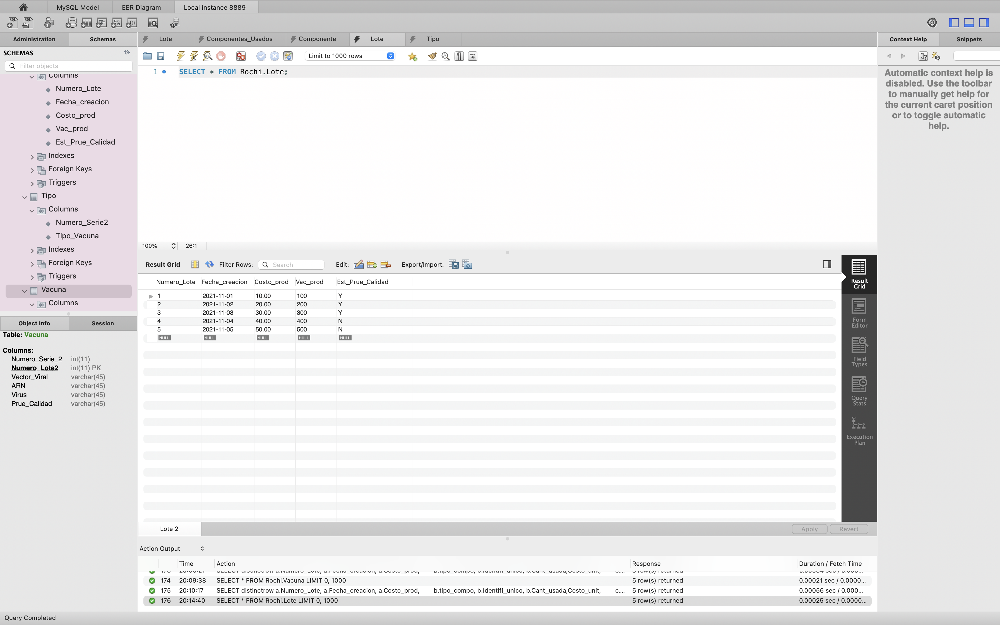 MySQL Model EER Diagram Local instance 8889
Administration Schemas
Lote Componentes_Usados Componente Lote Tipo
Context Help Snippets
SCHEMAS
Filter objects
Limit to 1000 rows
1 SELECT * FROM Rochi.Lote;
Automatic context help is
disabled. Use the toolbar
to manually get help for
the current caret position
or to toggle automatic
help.
Columns
Numero_Lote
Fecha_creacion
Costo_prod
Vac_prod
Est_Prue_Calidad
Indexes
Foreign Keys
Triggers
Tipo
Columns
Numero_Serie2
Tipo_Vacuna
Indexes
Foreign Keys
Triggers
Vacuna
Columns
100% 26:1
Result Grid Filter Rows: Search Edit: Export/Import:
Numero_Lote Fecha_creacion Costo_prod Vac_prod Est_Prue_Calidad
1 2021-11-01 10.00 100 Y
2 2021-11-02 20.00 200 Y
3 2021-11-03 30.00 300 Y
4 2021-11-04 40.00 400 N
5 2021-11-05 50.00 500 N
NULL NULL NULL NULL NULL
Result
Grid
Form
Editor
Field
Types
Query
Stats
Execution
Plan
Object Info Session
Table: Vacuna
Columns:
Numero_Serie_2 int(11)
Numero_Lote2 int(11) PK
Vector_Viral varchar(45)
ARN varchar(45)
Virus varchar(45)
Prue_Calidad varchar(45)
Lote 2 Apply Revert
Action Output
Time Action Response Duration / Fetch Time
SELECT distinctrow a.Numero_Lote, a.Fecha_creacion, a.Costo_prod, b.tipo_compo, b.Identifi_unico, b.Cant_usada,Costo_unit, c.... 5 row(s) returned
174 20:09:38 SELECT * FROM Rochi.Vacuna LIMIT 0, 1000 5 row(s) returned 0.00021 sec / 0.0000...
175 20:10:17 SELECT distinctrow a.Numero_Lote, a.Fecha_creacion, a.Costo_prod, b.tipo_compo, b.Identifi_unico, b.Cant_usada,Costo_unit, c.... 5 row(s) returned 0.00056 sec / 0.000...
176 20:14:40 SELECT * FROM Rochi.Lote LIMIT 0, 1000 5 row(s) returned 0.00025 sec / 0.0000...
Query Completed